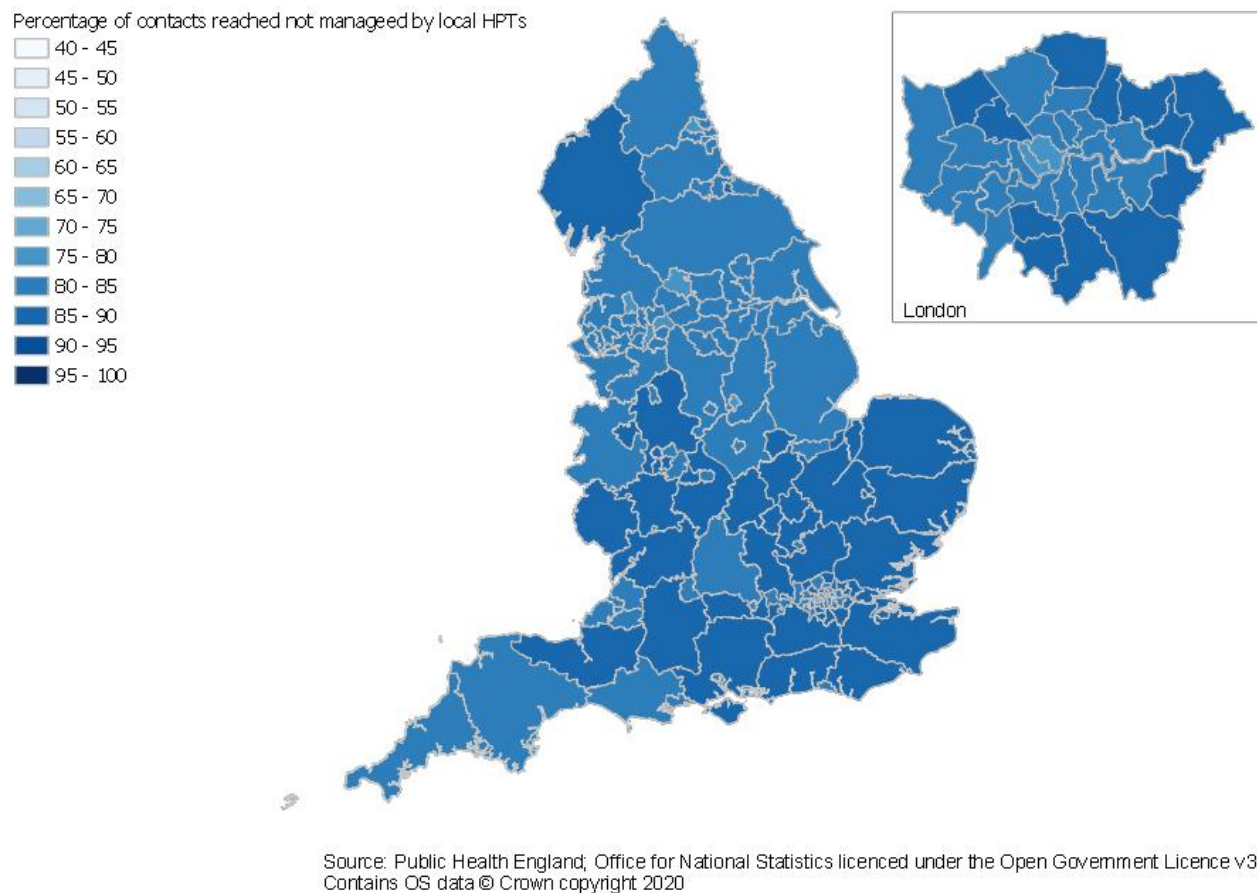 Percentage of contacts reached not manageed by local HPTs
40 - 45
45 - 50
50 - 55
55 - 60
60 - 65
65 - 70
70 - 75
75 - 80
80 - 85
85 - 90
90 - 95
95 - 100
London
Source: Public Health England; Office for National Statistics licenced under the Open Government Licence v3
Contains OS data © Crown copyright 2020